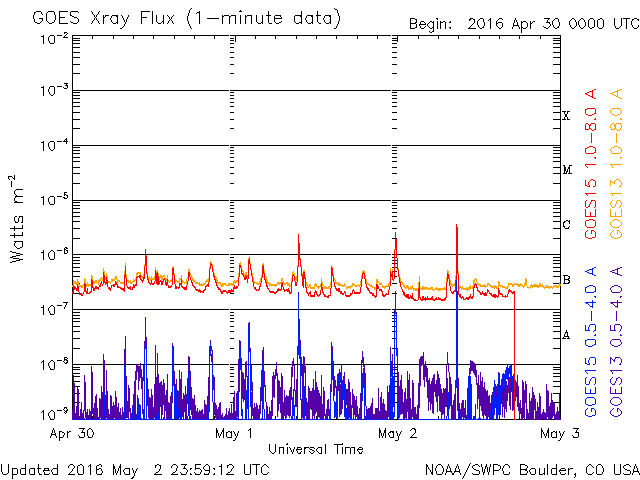 GOES Xray Flux (1-minute data)
Begin: 2016 Apr 30 0000 UTC
10-2
10-3
10-4
10-5
10-6
10-7
10-8
10-9
Watts m-2
X
M
C
B
A
GOES15 1.0-8.0 A
GOES13 1.0-8.0 A
GOES15 0.5-4.0 A
GOES13 0.5-4.0 A
Apr 30
May 1
May 2
May 3
Universal Time
Updated 2016 May 2 23:59:12 UTC
NOAA/SWPC Boulder, CO USA